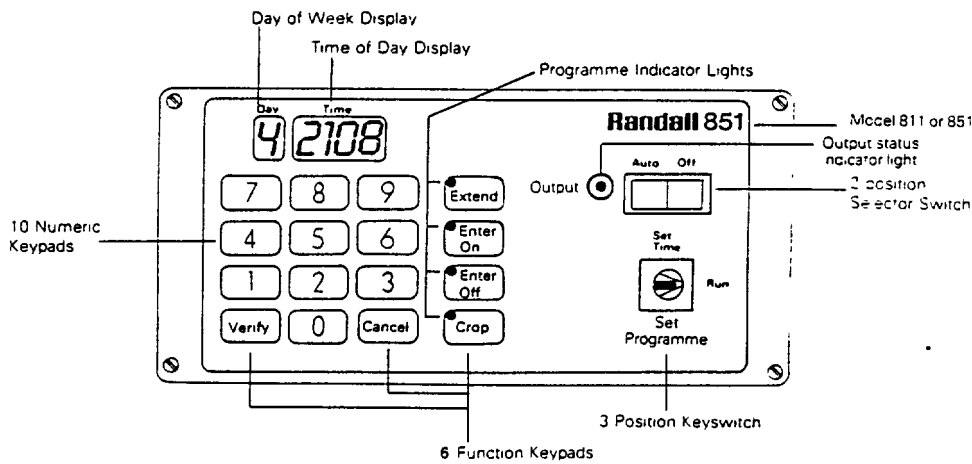 Day of Week Display
Time of Day Display
Programme Indicator Lights
Day Time
4 2108
Randall 851
Model 811 or 851
Output status
indicator light
Auto Off
Output
2 position
Selector Switch
7 8 9 Extend
10 Numeric
Keypads
4 5 6 Enter
On
Set
Time
1 2 3 Enter
Off
Run
Verify 0 Cancel Crop
Set
Programme
3 Position Keyswitch
6 Function Keypads